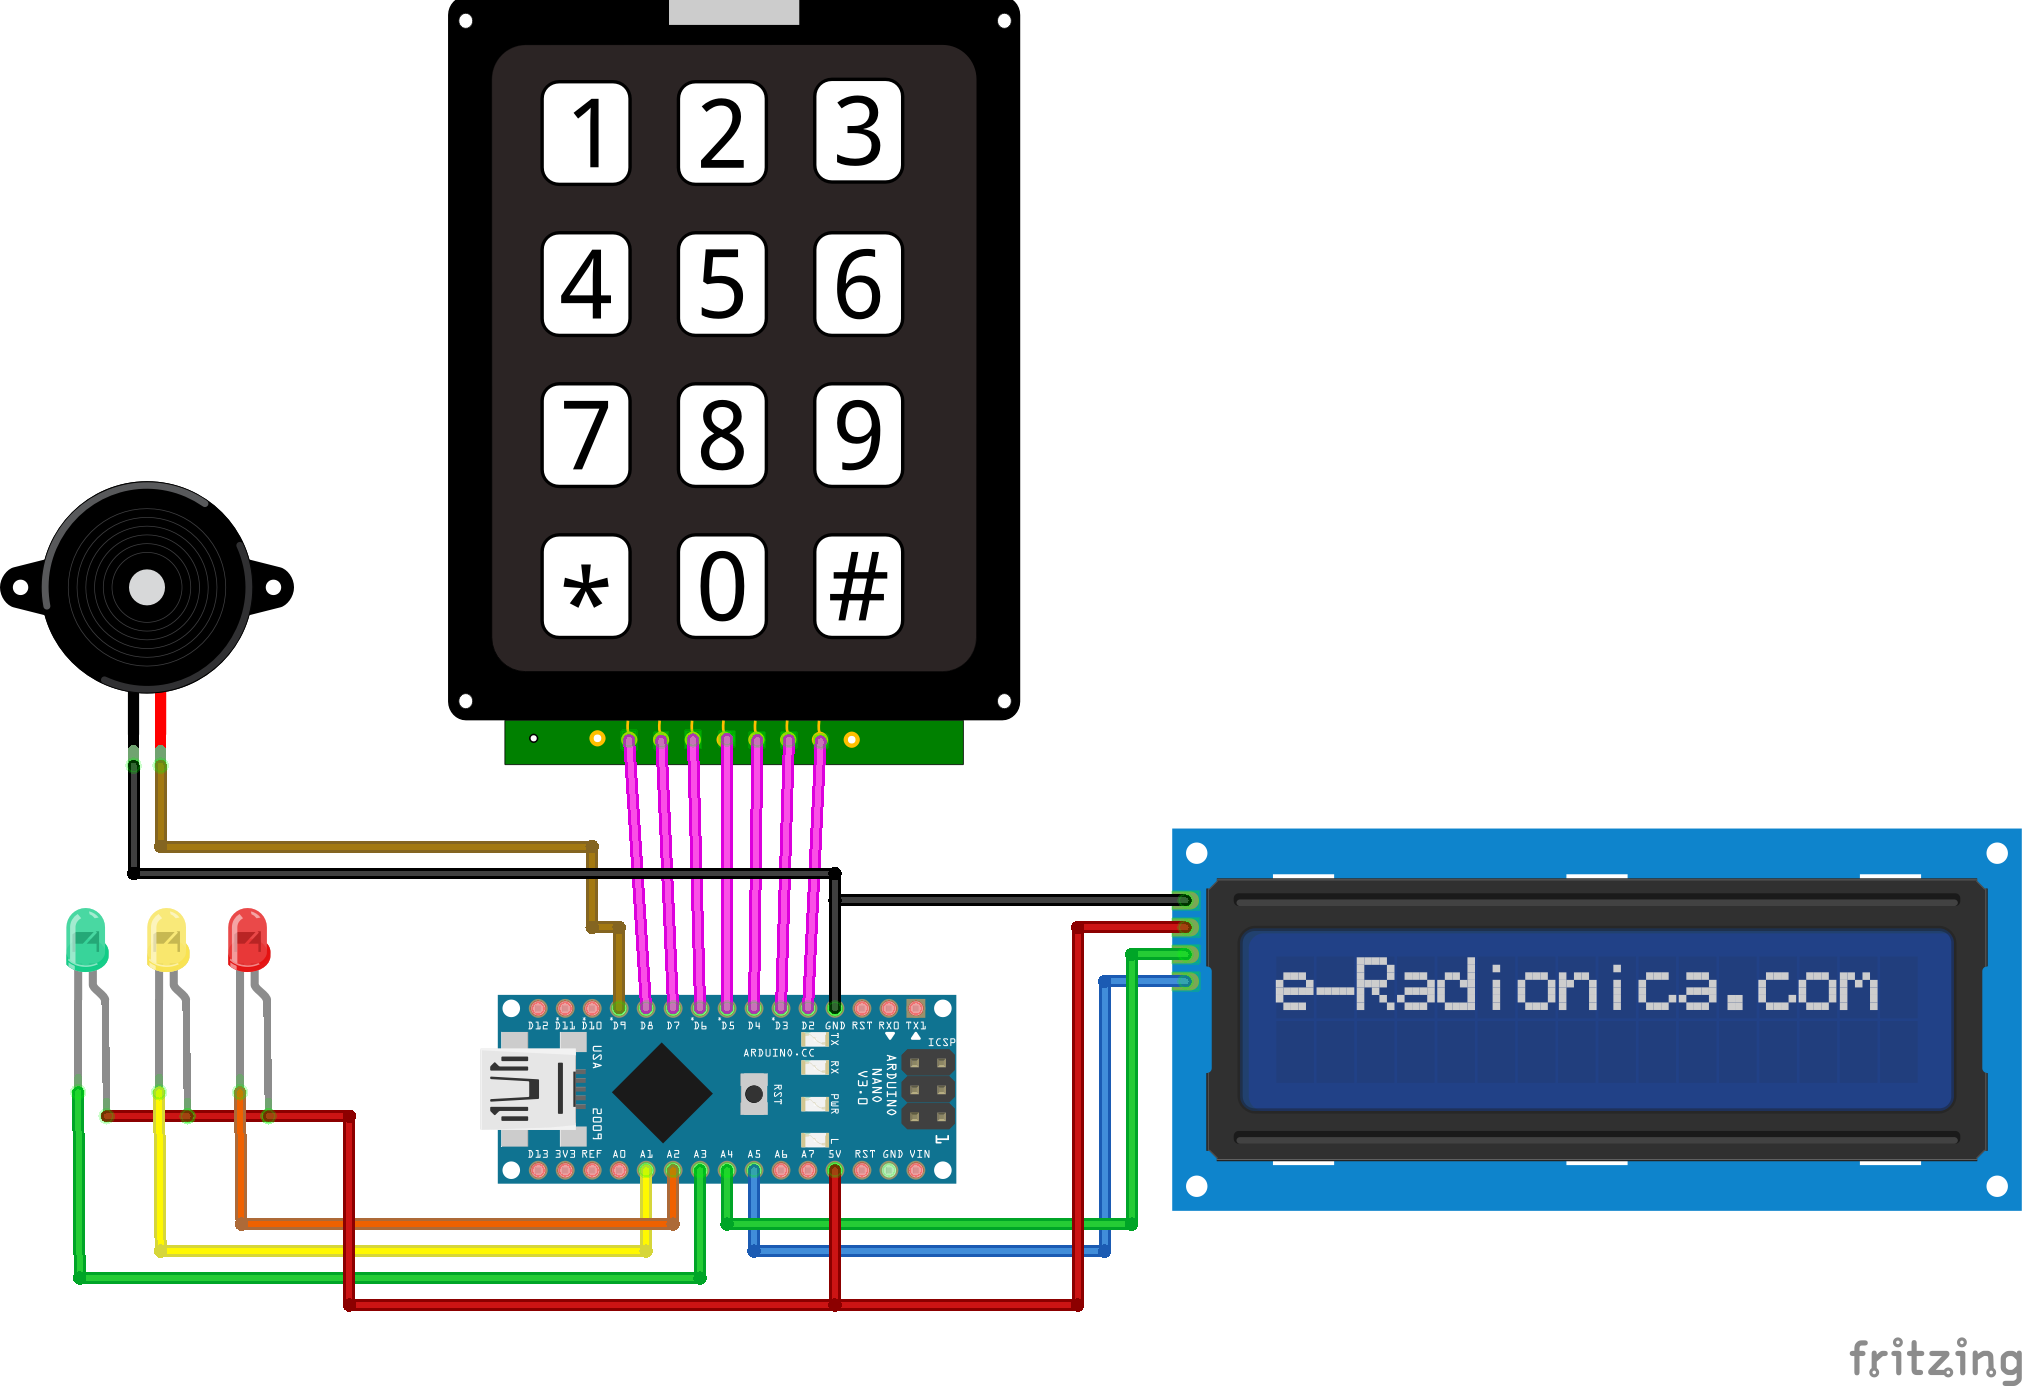 1 2 3
4 5 6
7 8 9
* 0 #
e-Radionica.com
D12 D11 D10 D9 D8 D7 D6 D5 D4 D3 D2 GND RST RX0 TX1
ARDUINO.CC
ICSP
USA
TX
RX
RST
PWR
L
ARDUINO
NANO
V3.0
1
D13 3V3 REF A0 A1 A2 A3 A4 A5 A6 A7 5V RST GND VIN
fritzing